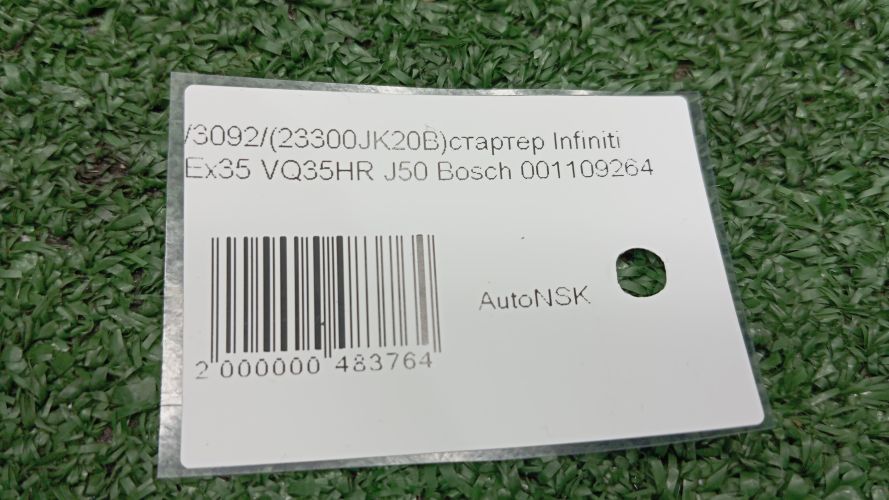 /3092/(23300JK20B)стартер Infiniti
Ex35 VQ35HR J50 Bosch 001109264
AutoNSK
2 000000 483764